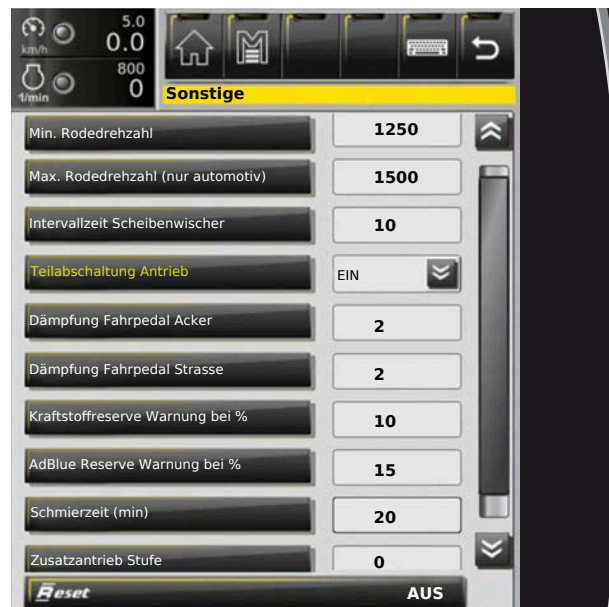 5.0
km/h 0.0
800
1/min 0
Sonstige
Min. Rodedrehzahl 1250
Max. Rodedrehzahl (nur automotiv) 1500
Intervallzeit Scheibenwischer 10
Teilabschaltung Antrieb EIN
Dämpfung Fahrpedal Acker 2
Dämpfung Fahrpedal Strasse 2
Kraftstoffreserve Warnung bei % 10
AdBlue Reserve Warnung bei % 15
Schmierzeit (min) 20
Zusatzantrieb Stufe 0
Reset AUS